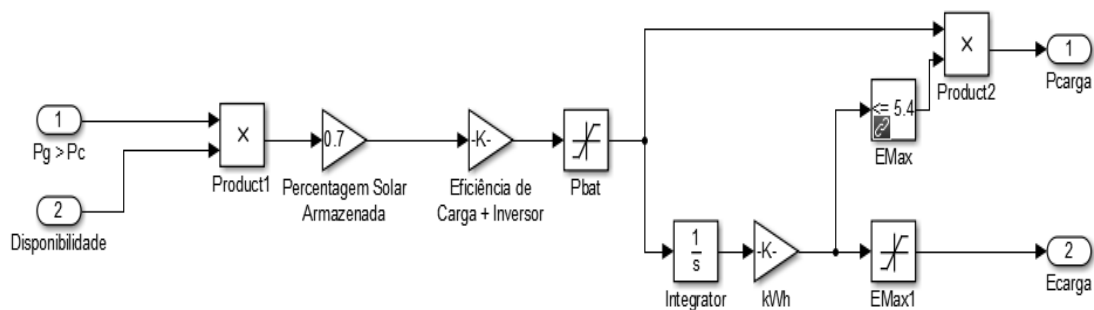 1
Pg > Pc
2
Disponibilidade
×
Product1
0.7
Percentagem Solar
Armazenada
-K-
Eficiência de
Carga + Inversor
Pbat
1
s
Integrator
-K-
kWh
<= 5.4
EMax
EMax1
×
Product2
1
Pcarga
2
Ecarga